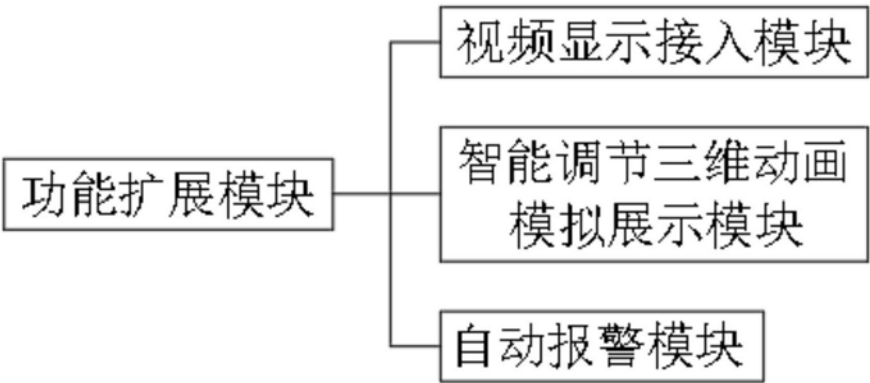 视频显示接入模块
功能扩展模块
智能调节三维动画
模拟展示模块
自动报警模块